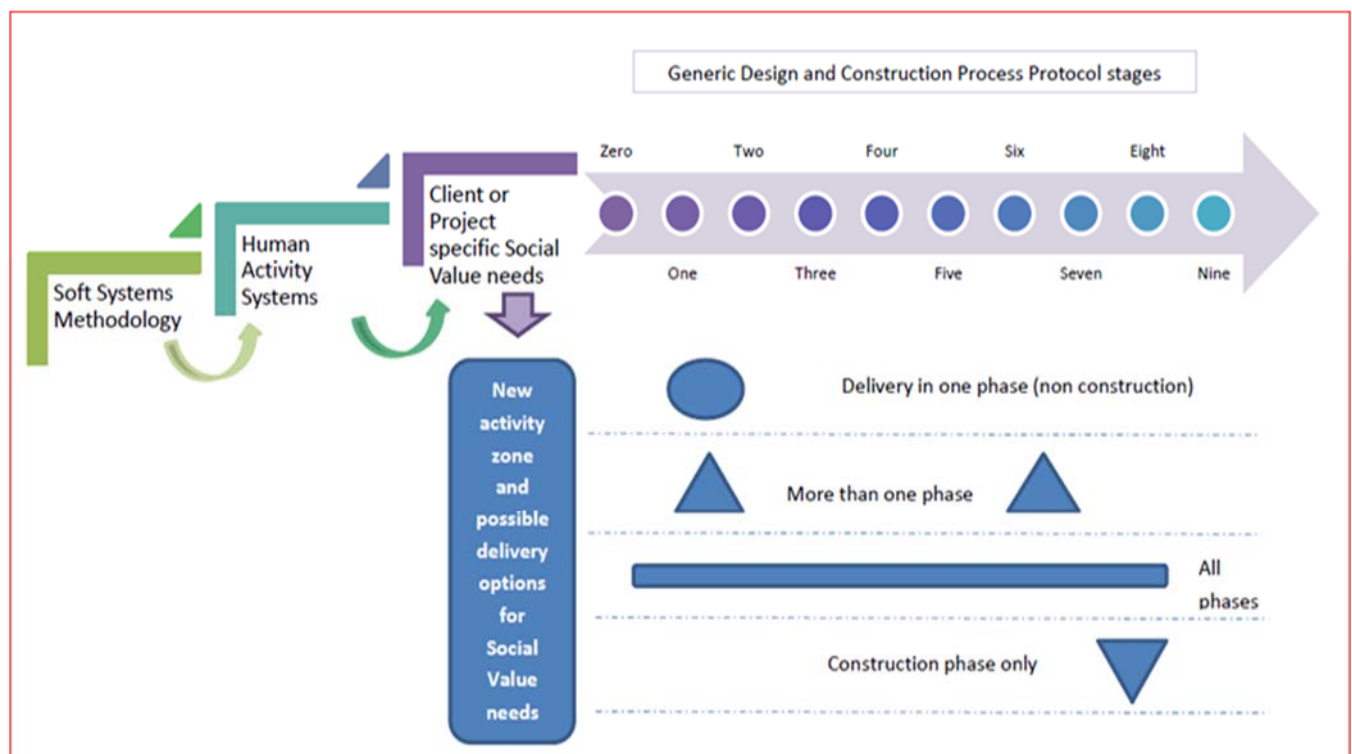 Generic Design and Construction Process Protocol stages
Zero
Two
Four
Six
Eight
One
Three
Five
Seven
Nine
Client or
Project
specific Social
Value needs
Human
Activity
Systems
Soft Systems
Methodology
New
activity
zone
and
possible
delivery
options
for
Social
Value
needs
Delivery in one phase (non construction)
More than one phase
All
phases
Construction phase only